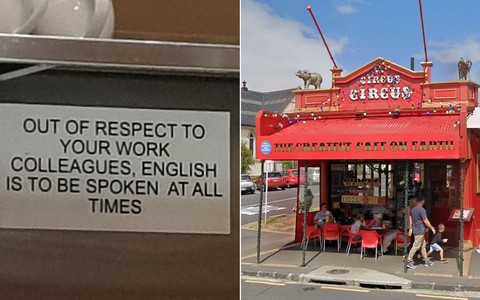 OUT OF RESPECT TO
YOUR WORK
COLLEAGUES, ENGLISH
IS TO BE SPOKEN AT ALL
TIMES
CIRCUS
CIRCUS
THE GREATEST CAFE ON EARTH